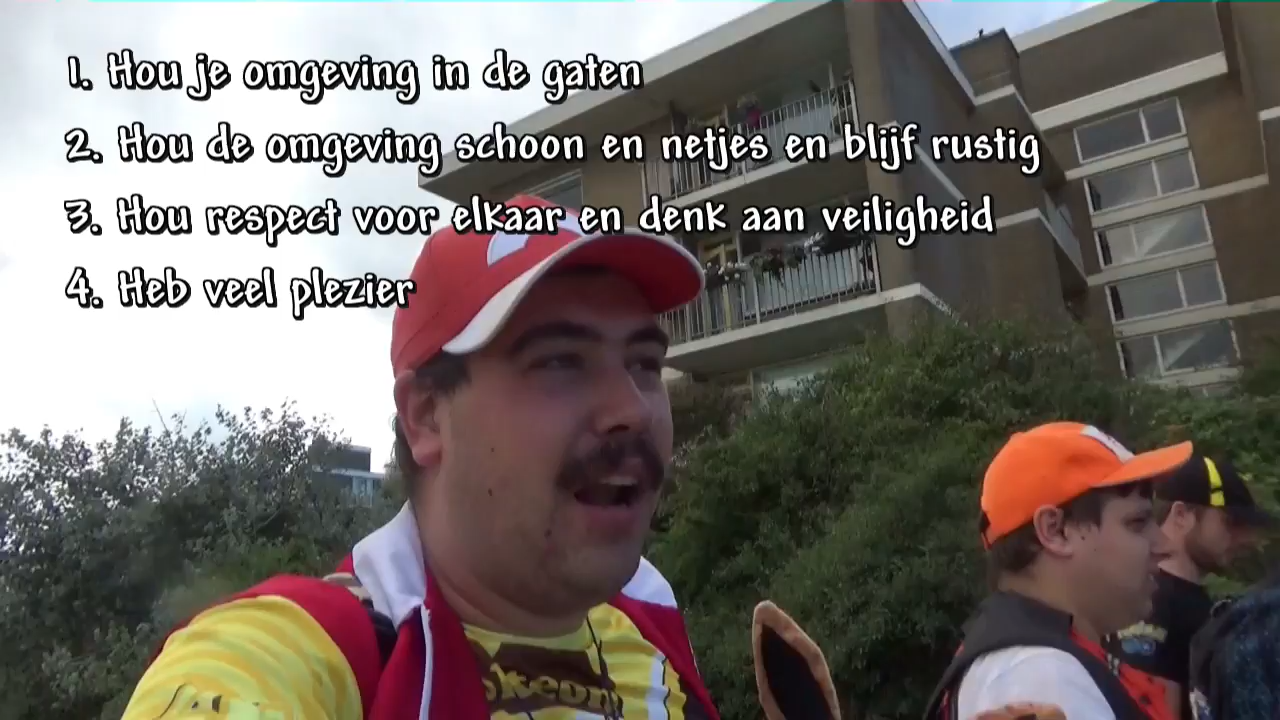 1. Hou je omgeving in de gaten
2. Hou de omgeving schoon en netjes en blijf rustig
3. Hou respect voor elkaar en denk aan veiligheid
4. Heb veel plezier